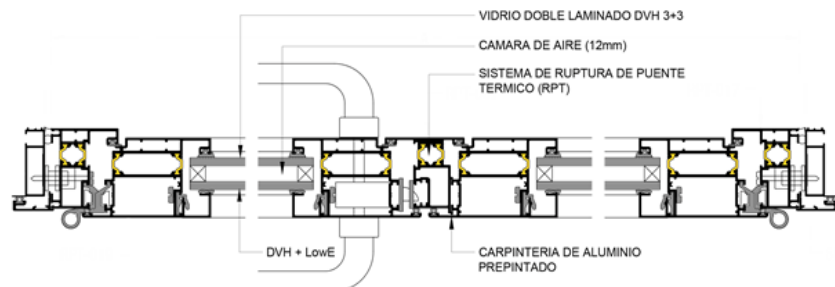 VIDRIO DOBLE LAMINADO DVH 3+3
CAMARA DE AIRE (12mm)
SISTEMA DE RUPTURA DE PUENTE
TERMICO (RPT)
DVH + LowE
CARPINTERIA DE ALUMINIO
PREPINTADO